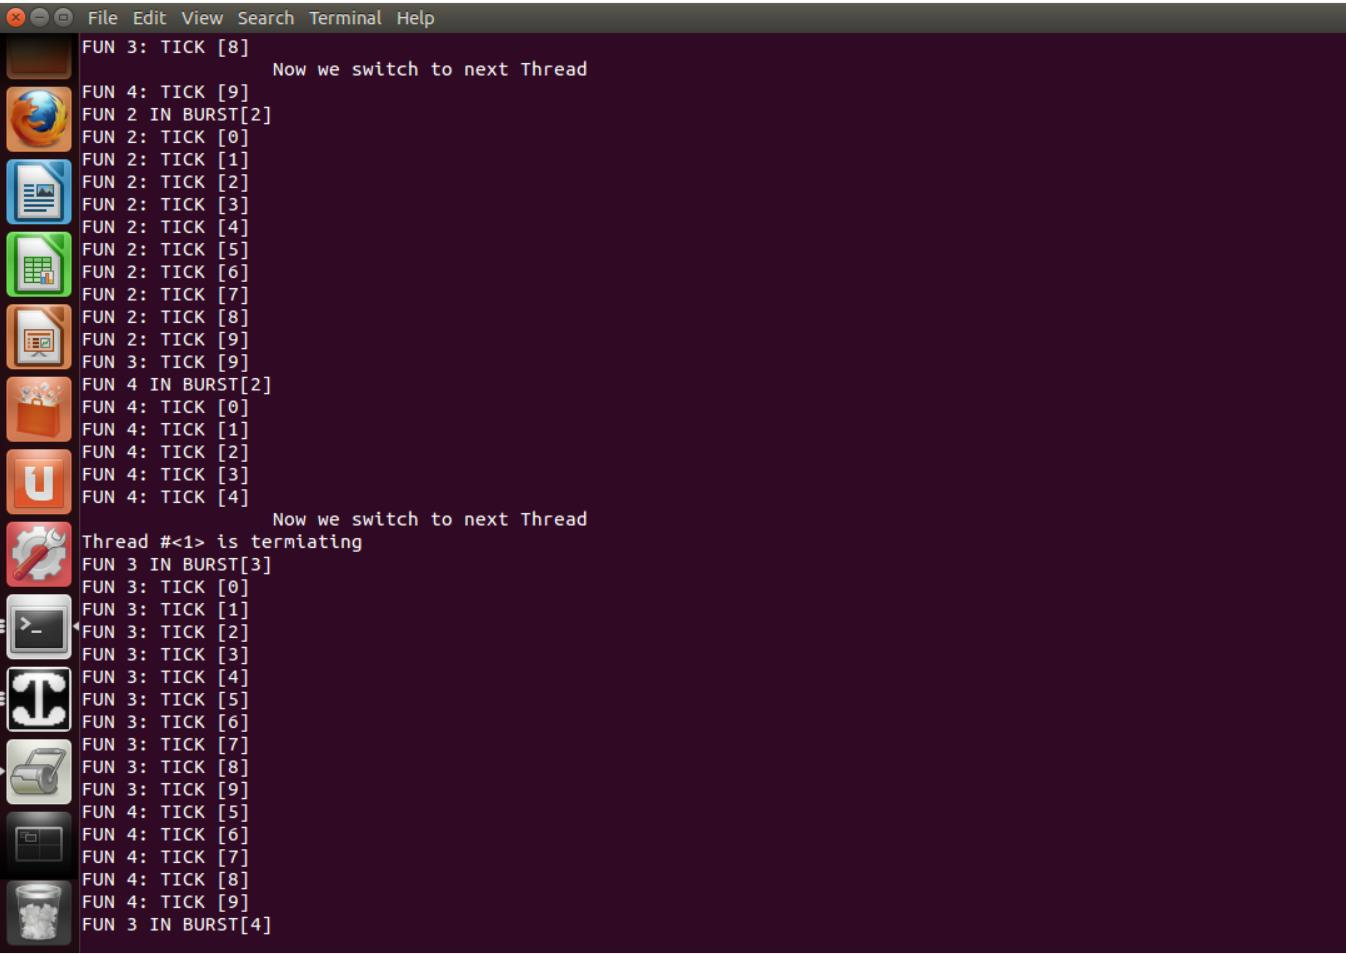 File Edit View Search Terminal Help
FUN 3: TICK [8]
Now we switch to next Thread
FUN 4: TICK [9]
FUN 2 IN BURST[2]
FUN 2: TICK [0]
FUN 2: TICK [1]
FUN 2: TICK [2]
FUN 2: TICK [3]
FUN 2: TICK [4]
FUN 2: TICK [5]
FUN 2: TICK [6]
FUN 2: TICK [7]
FUN 2: TICK [8]
FUN 2: TICK [9]
FUN 3: TICK [9]
FUN 4 IN BURST[2]
FUN 4: TICK [0]
FUN 4: TICK [1]
FUN 4: TICK [2]
FUN 4: TICK [3]
FUN 4: TICK [4]
Now we switch to next Thread
Thread #<1> is termiating
FUN 3 IN BURST[3]
FUN 3: TICK [0]
FUN 3: TICK [1]
FUN 3: TICK [2]
FUN 3: TICK [3]
FUN 3: TICK [4]
FUN 3: TICK [5]
FUN 3: TICK [6]
FUN 3: TICK [7]
FUN 3: TICK [8]
FUN 3: TICK [9]
FUN 4: TICK [5]
FUN 4: TICK [6]
FUN 4: TICK [7]
FUN 4: TICK [8]
FUN 4: TICK [9]
FUN 3 IN BURST[4]